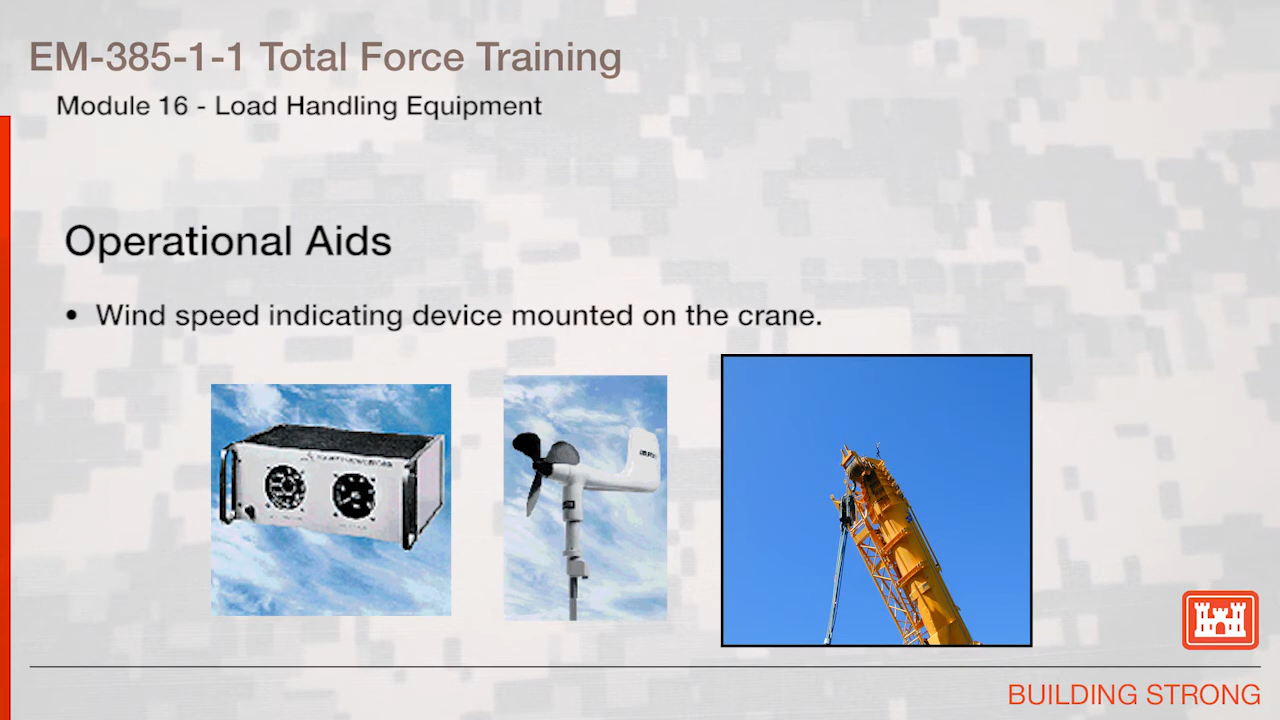 EM-385-1-1 Total Force Training
Module 16 - Load Handling Equipment
Operational Aids
• Wind speed indicating device mounted on the crane.
BUILDING STRONG